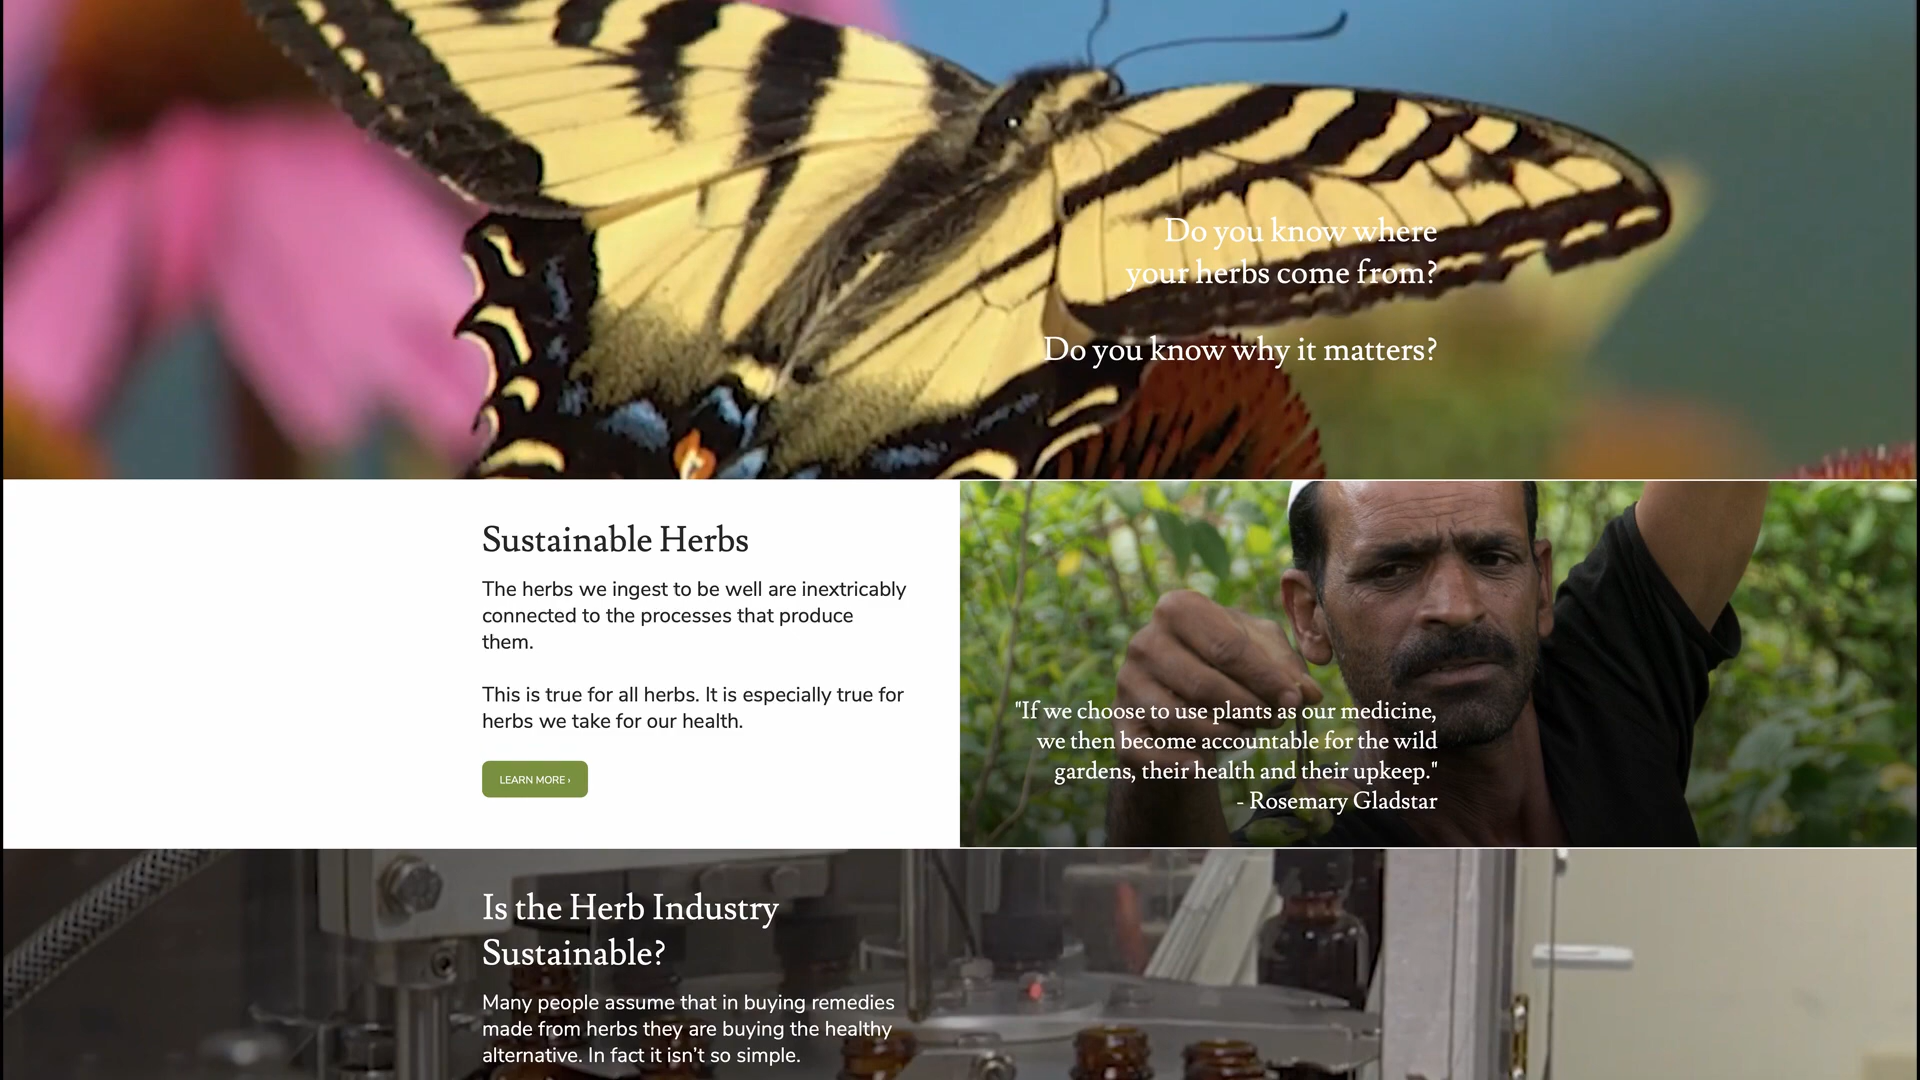 Do you know where
your herbs come from?
Do you know why it matters?
Sustainable Herbs
The herbs we ingest to be well are inextricably
connected to the processes that produce
them.
This is true for all herbs. It is especially true for
herbs we take for our health.
LEARN MORE ›
"If we choose to use plants as our medicine,
we then become accountable for the wild
gardens, their health and their upkeep."
- Rosemary Gladstar
Is the Herb Industry
Sustainable?
Many people assume that in buying remedies
made from herbs they are buying the healthy
alternative. In fact it isn’t so simple.